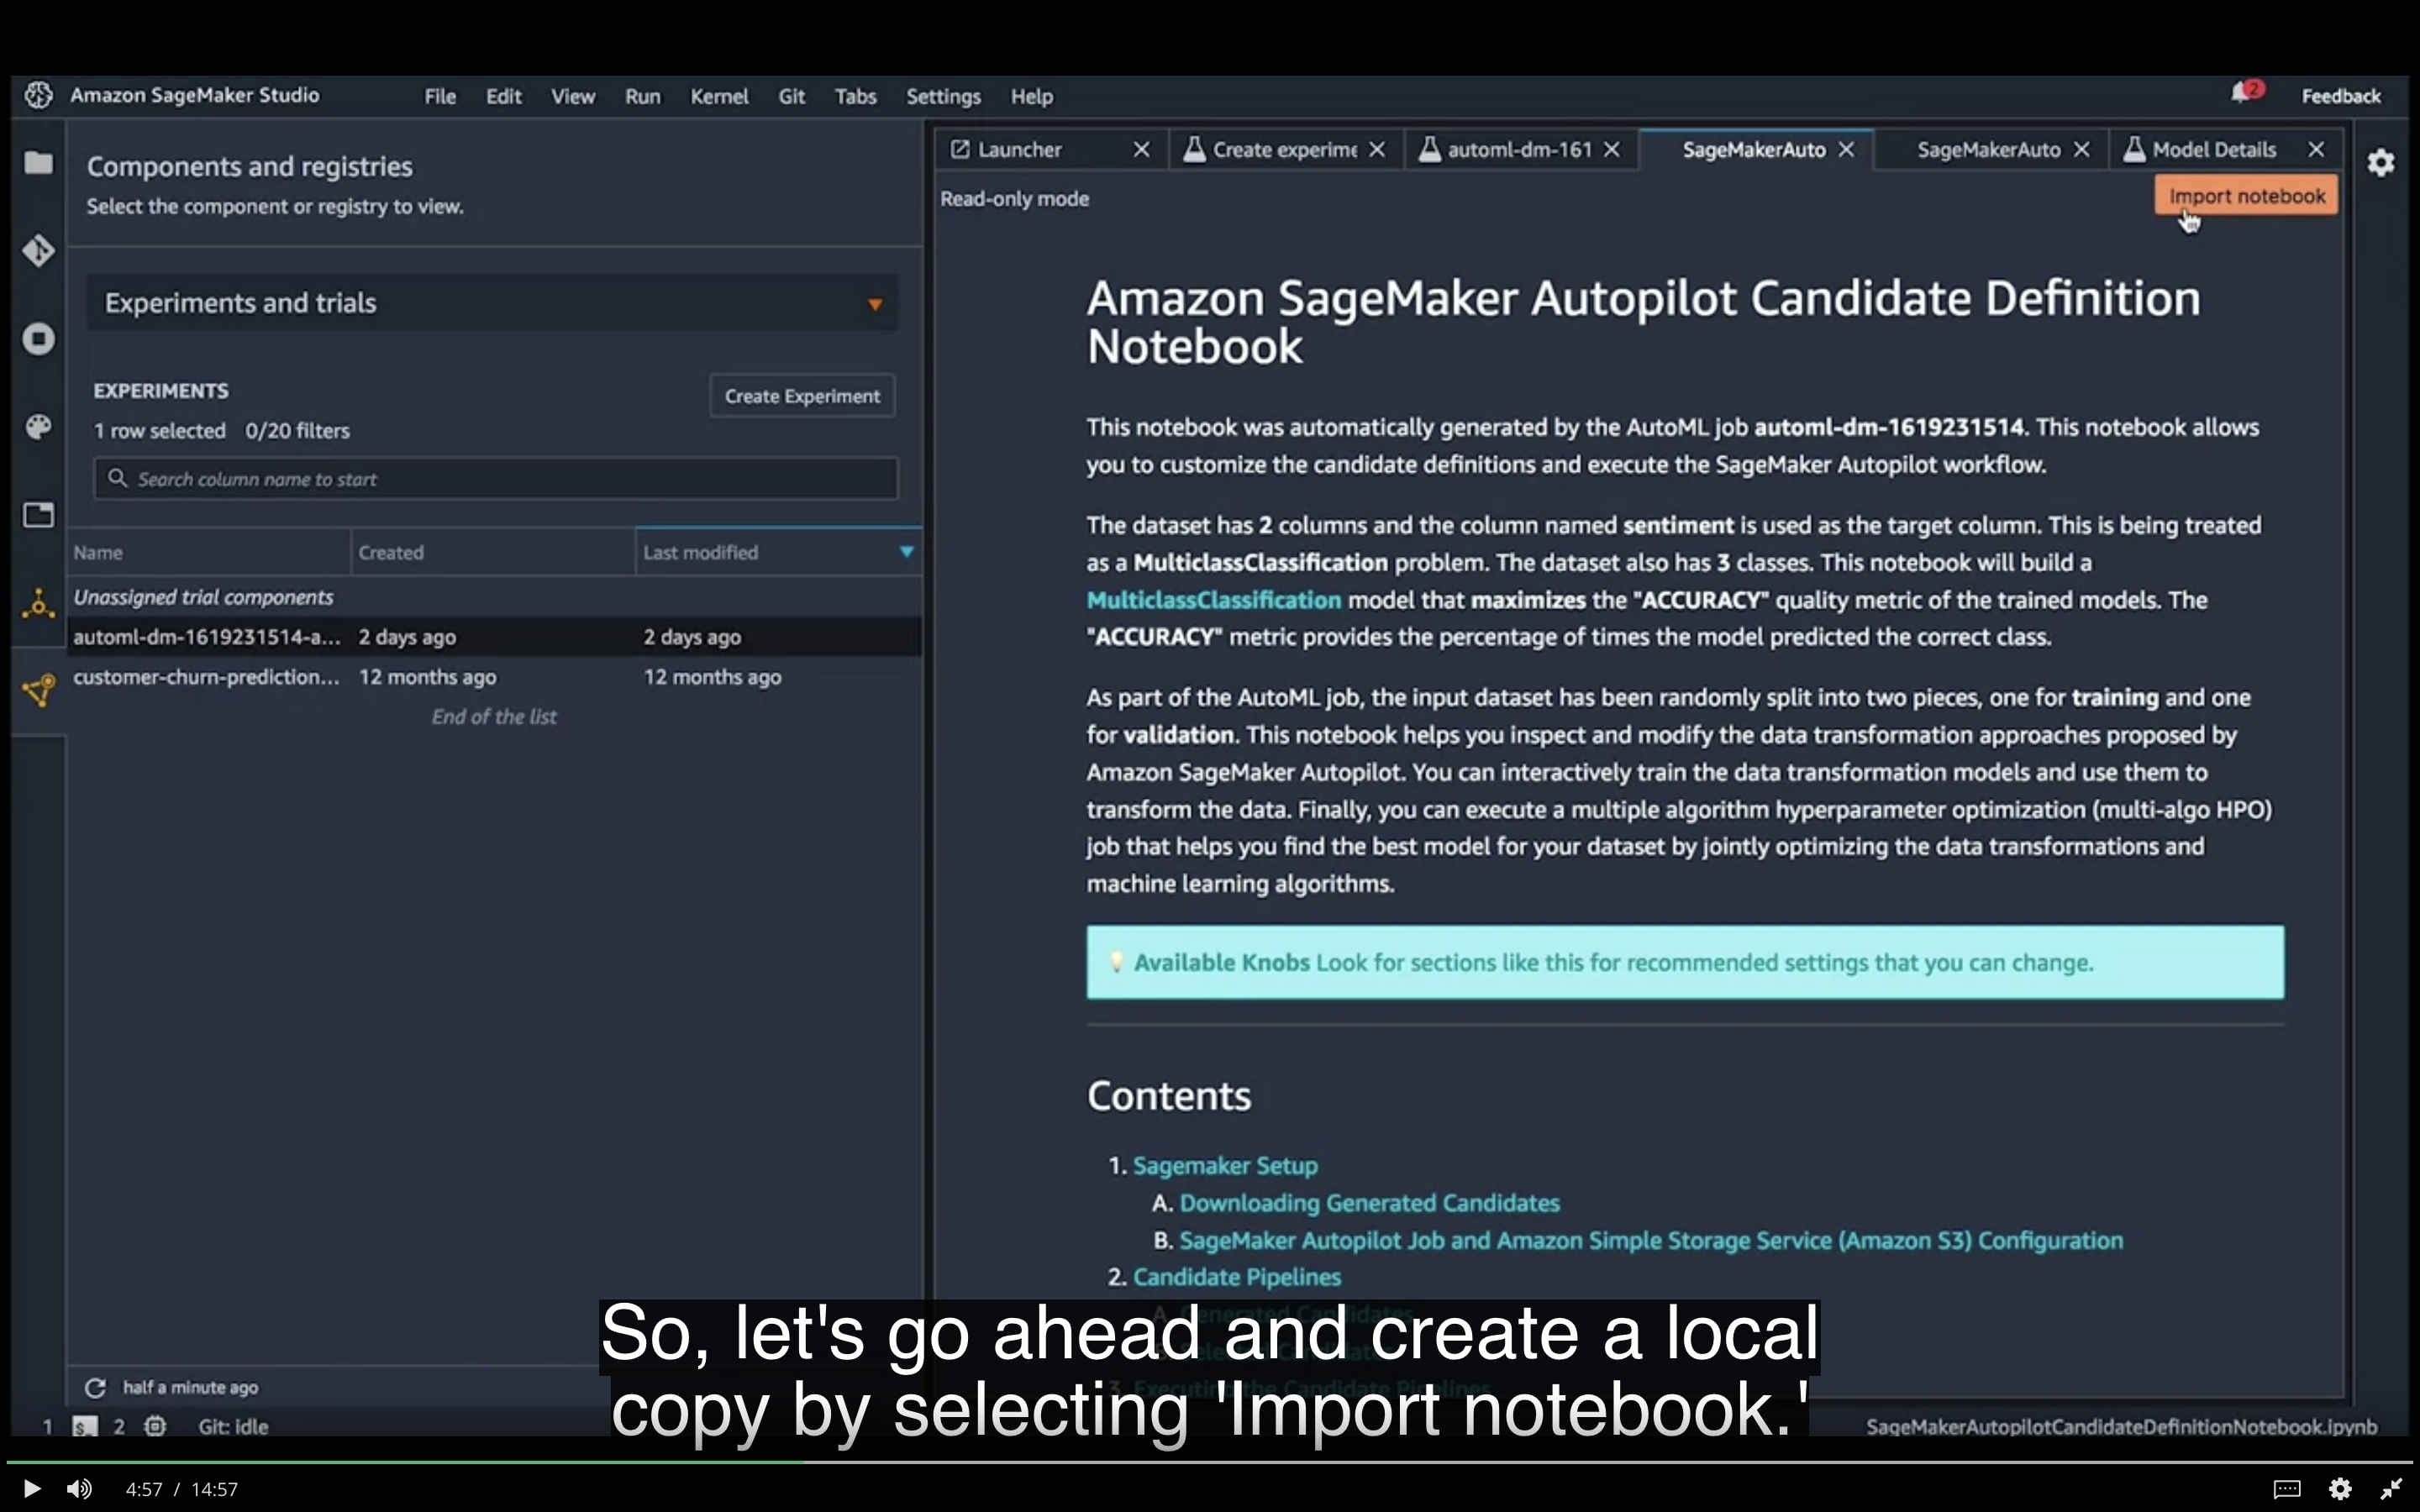 Amazon SageMaker Studio File Edit View Run Kernel Git Tabs Settings Help 2 Feedback
Components and registries
Select the component or registry to view.
Experiments and trials
EXPERIMENTS
Create Experiment
1 row selected 0/20 filters
Search column name to start
Name Created Last modified
Unassigned trial components
automl-dm-1619231514-a... 2 days ago 2 days ago
customer-churn-prediction... 12 months ago 12 months ago
End of the list
half a minute ago
Launcher Create experime automl-dm-161 SageMakerAuto SageMakerAuto Model Details
Read-only mode
Import notebook
Amazon SageMaker Autopilot Candidate Definition
Notebook
This notebook was automatically generated by the AutoML job automl-dm-1619231514. This notebook allows
you to customize the candidate definitions and execute the SageMaker Autopilot workflow.
The dataset has 2 columns and the column named sentiment is used as the target column. This is being treated
as a MulticlassClassification problem. The dataset also has 3 classes. This notebook will build a
MulticlassClassification model that maximizes the "ACCURACY" quality metric of the trained models. The
"ACCURACY" metric provides the percentage of times the model predicted the correct class.
As part of the AutoML job, the input dataset has been randomly split into two pieces, one for training and one
for validation. This notebook helps you inspect and modify the data transformation approaches proposed by
Amazon SageMaker Autopilot. You can interactively train the data transformation models and use them to
transform the data. Finally, you can execute a multiple algorithm hyperparameter optimization (multi-algo HPO)
job that helps you find the best model for your dataset by jointly optimizing the data transformations and
machine learning algorithms.
Available Knobs Look for sections like this for recommended settings that you can change.
Contents
1. Sagemaker Setup
A. Downloading Generated Candidates
B. SageMaker Autopilot Job and Amazon Simple Storage Service (Amazon S3) Configuration
2. Candidate Pipelines
A. Generated Candidates
Selected Candidates
3. Executing the Candidate Pipelines
So, let's go ahead and create a local
copy by selecting 'Import notebook.'
1 $_ 2 Git: idle
SageMakerAutopilotCandidateDefinitionNotebook.ipynb
4:57 / 14:57